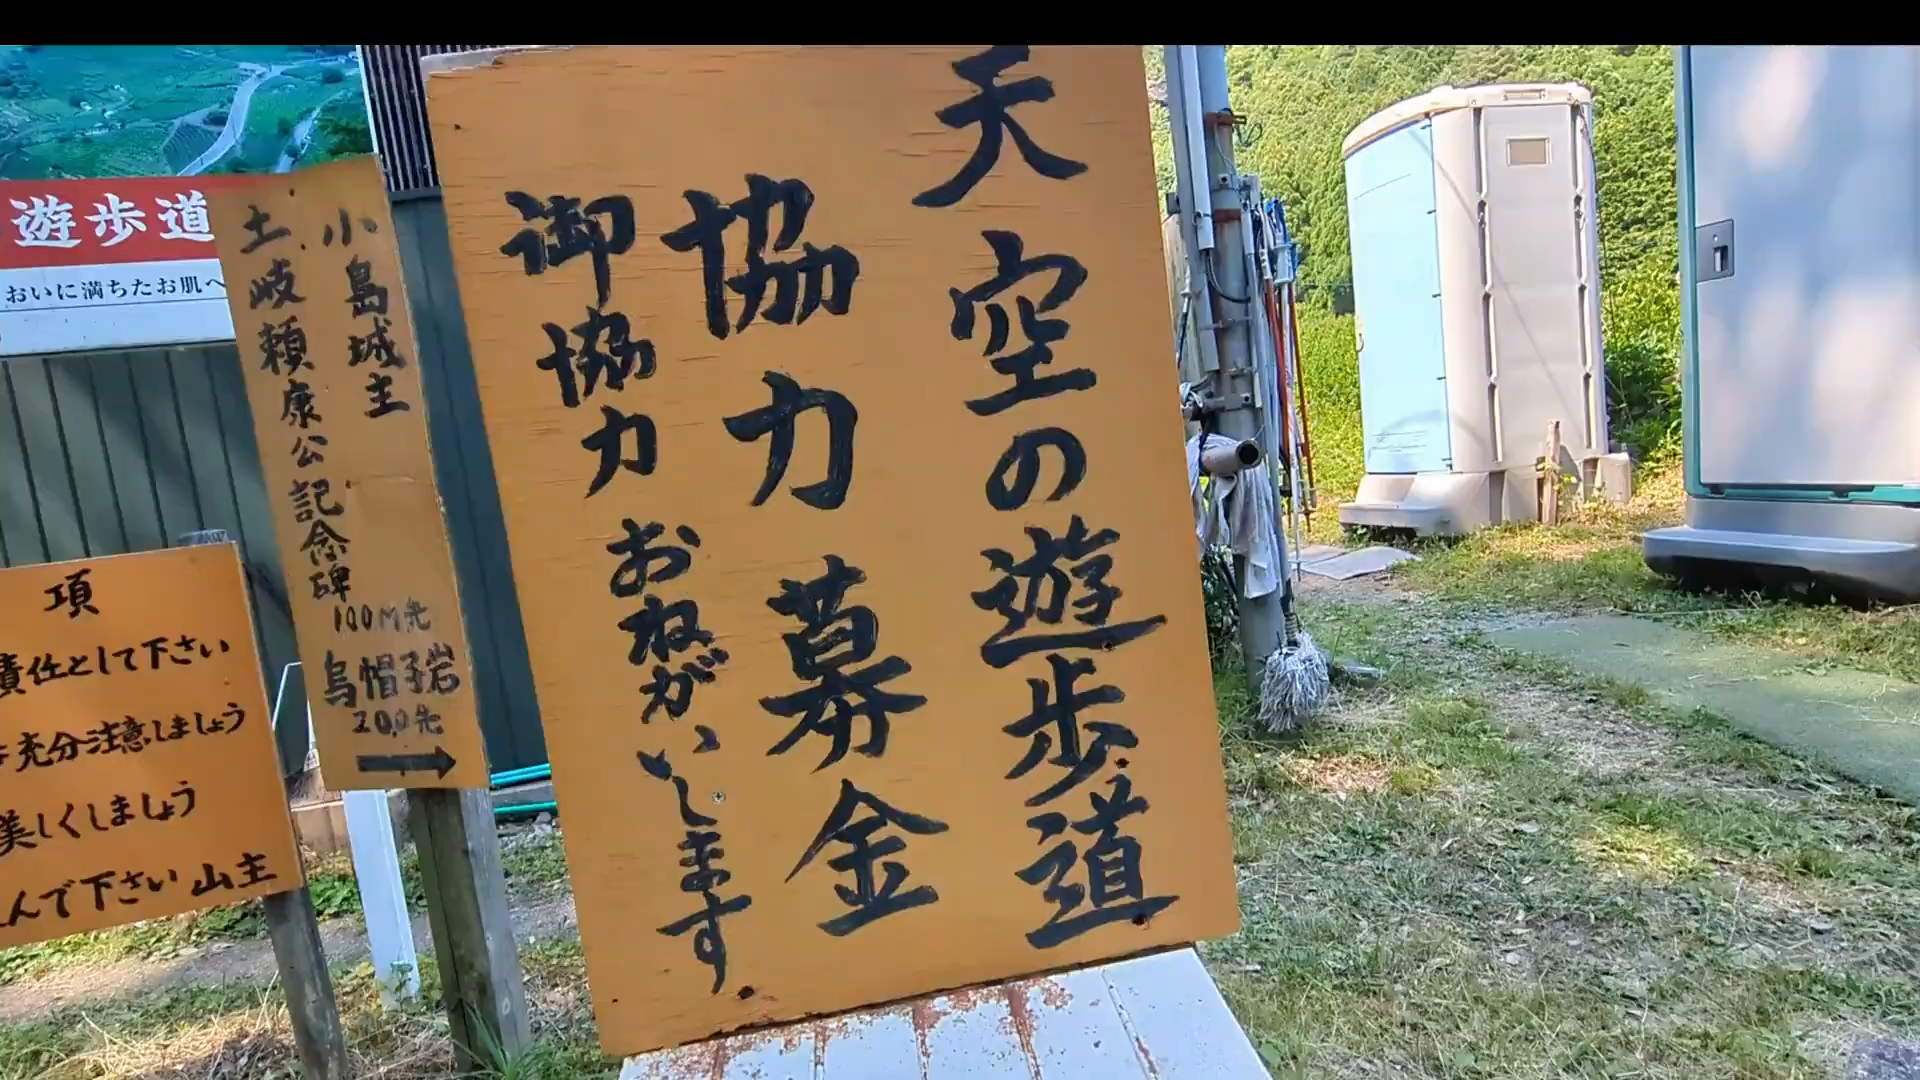 天空の遊歩道
協力募金
御協力おねがいします
小島城主
土岐頼康公記念碑
100M先
烏帽子岩
200先
遊歩道
おいに満ちたお肌へ
項
責任として下さい
充分注意しましょう
美しくしましょう
んで下さい 山主